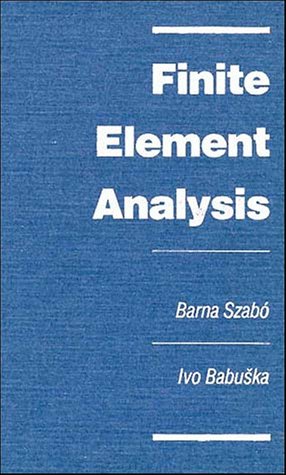 Finite
Element
Analysis
Barna Szabó
Ivo Babuška